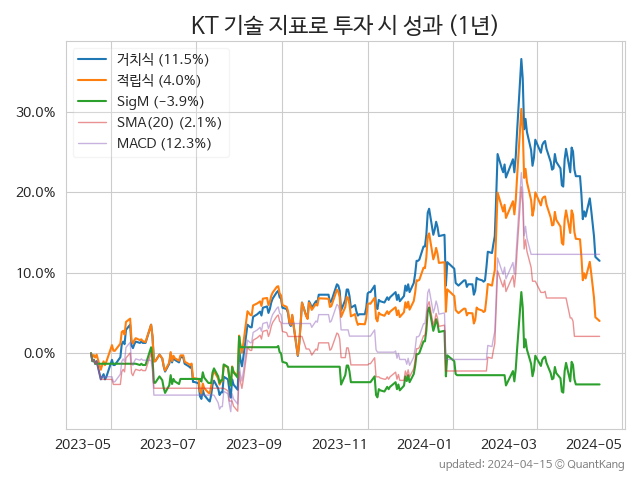 KT 기술 지표로 투자 시 성과 (1년)
거치식 (11.5%)
적립식 (4.0%)
SigM (−3.9%)
SMA(20) (2.1%)
MACD (12.3%)
30.0%
20.0%
10.0%
0.0%
2023-05 2023-07 2023-09 2023-11 2024-01 2024-03 2024-05
updated: 2024-04-15 © QuantKang